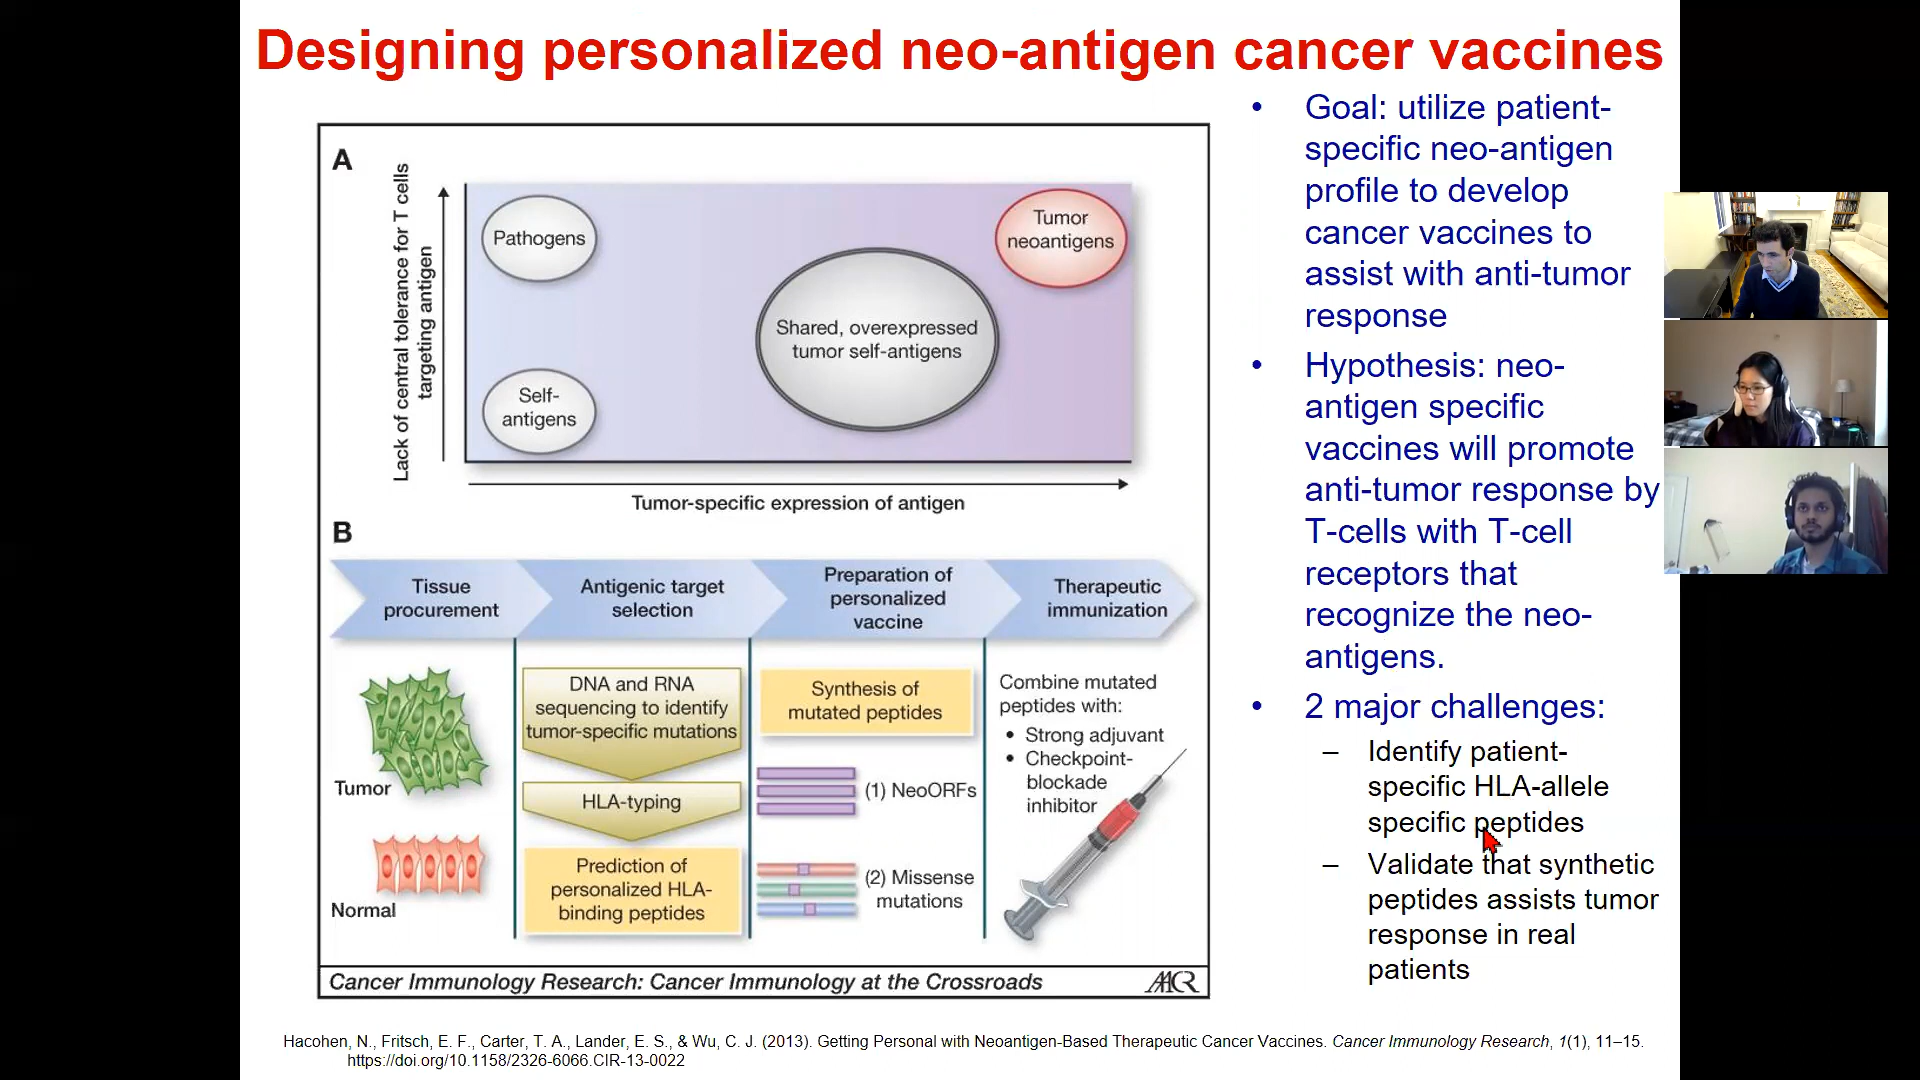 Designing personalized neo-antigen cancer vaccines
A
Lack of central tolerance for T cells
targeting antigen
Pathogens
Self-
antigens
Shared, overexpressed
tumor self-antigens
Tumor
neoantigens
Tumor-specific expression of antigen
B
Tissue
procurement
Antigenic target
selection
Preparation of
personalized
vaccine
Therapeutic
immunization
Tumor
Normal
DNA and RNA
sequencing to identify
tumor-specific mutations
HLA-typing
Prediction of
personalized HLA-
binding peptides
Synthesis of
mutated peptides
(1) NeoORFs
(2) Missense
mutations
Combine mutated
peptides with:
• Strong adjuvant
• Checkpoint-
blockade
inhibitor
Cancer Immunology Research: Cancer Immunology at the Crossroads
AACR
• Goal: utilize patient-
specific neo-antigen
profile to develop
cancer vaccines to
assist with anti-tumor
response
• Hypothesis: neo-
antigen specific
vaccines will promote
anti-tumor response by
T-cells with T-cell
receptors that
recognize the neo-
antigens.
• 2 major challenges:
– Identify patient-
specific HLA-allele
specific peptides
– Validate that synthetic
peptides assists tumor
response in real
patients
Hacohen, N., Fritsch, E. F., Carter, T. A., Lander, E. S., & Wu, C. J. (2013). Getting Personal with Neoantigen-Based Therapeutic Cancer Vaccines. Cancer Immunology Research, 1(1), 11–15.
https://doi.org/10.1158/2326-6066.CIR-13-0022